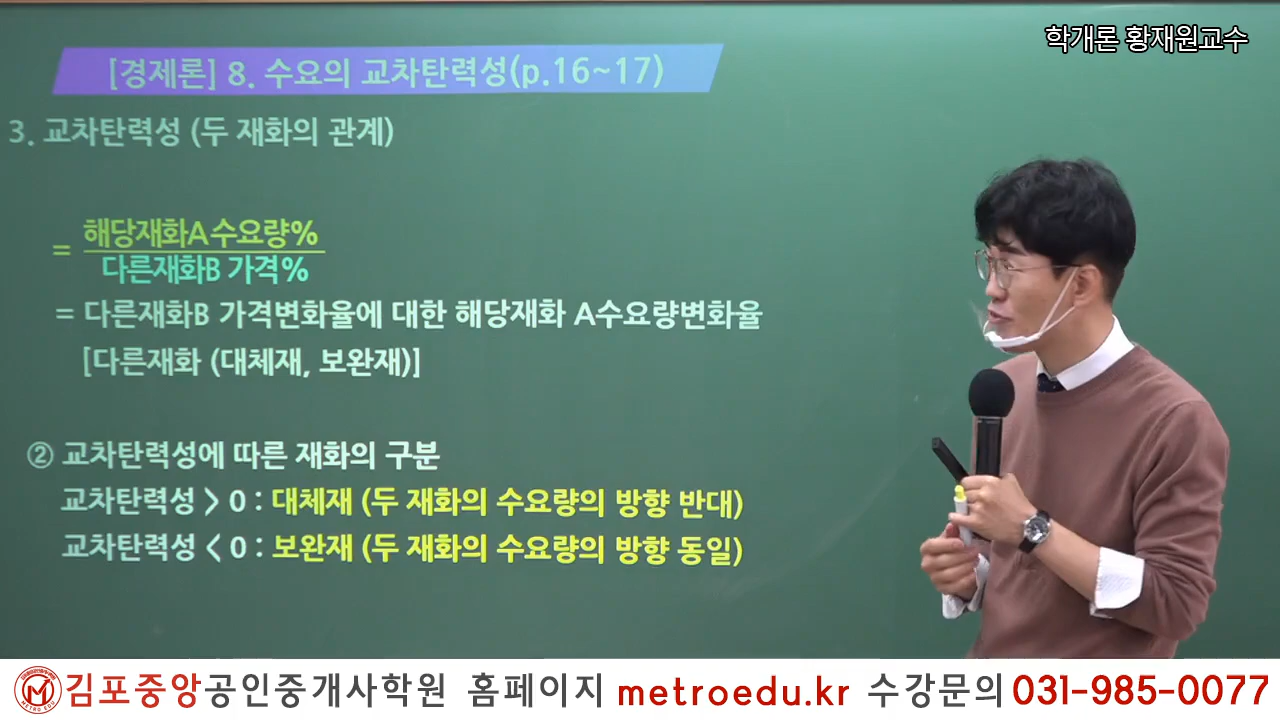 학개론 황재원교수
[경제론] 8. 수요의 교차탄력성(p.16~17)
3. 교차탄력성 (두 재화의 관계)
= 해당재화A수요량%
다른재화B 가격%
= 다른재화B 가격변화율에 대한 해당재화 A수요량변화율
[다른재화 (대체재, 보완재)]
② 교차탄력성에 따른 재화의 구분
교차탄력성 > 0 : 대체재 (두 재화의 수요량의 방향 반대)
교차탄력성 < 0 : 보완재 (두 재화의 수요량의 방향 동일)
METRO EDU 김포중앙공인중개사학원 홈페이지 metroedu.kr 수강문의 031-985-0077